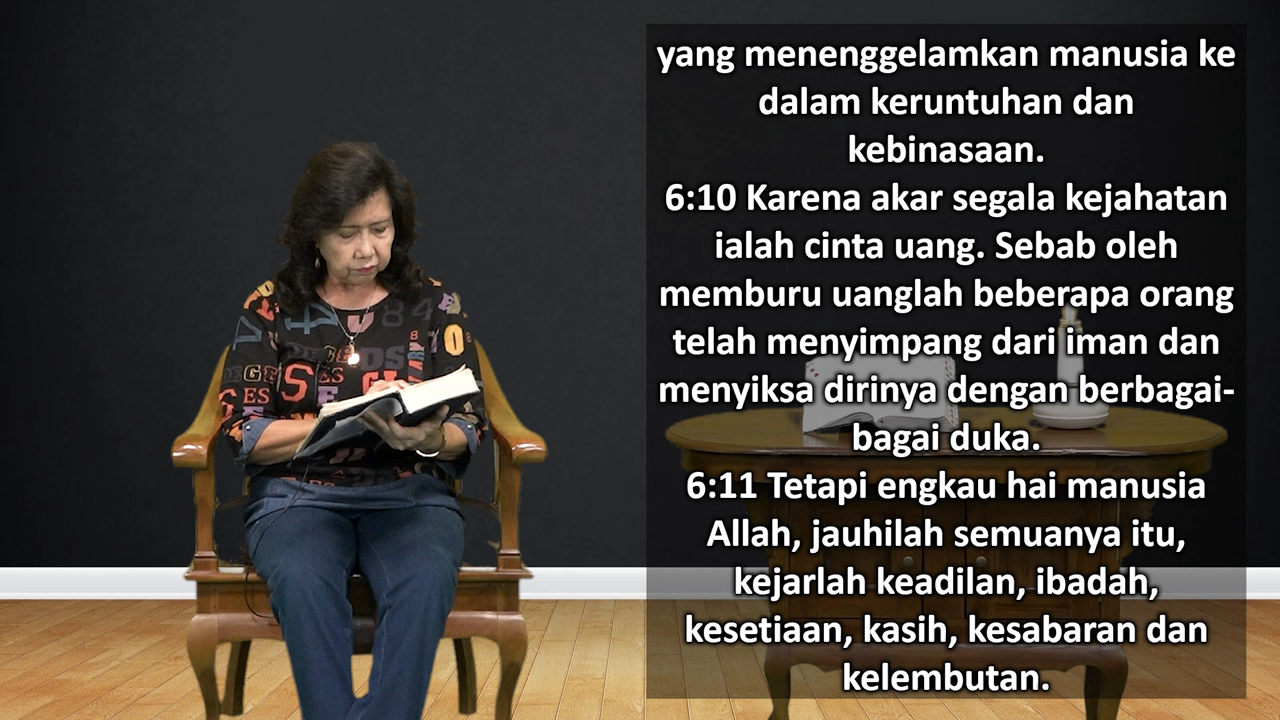 yang menenggelamkan manusia ke
dalam keruntuhan dan
kebinasaan.
6:10 Karena akar segala kejahatan
ialah cinta uang. Sebab oleh
memburu uanglah beberapa orang
telah menyimpang dari iman dan
menyiksa dirinya dengan berbagai-
bagai duka.
6:11 Tetapi engkau hai manusia
Allah, jauhilah semuanya itu,
kejarlah keadilan, ibadah,
kesetiaan, kasih, kesabaran dan
kelembutan.